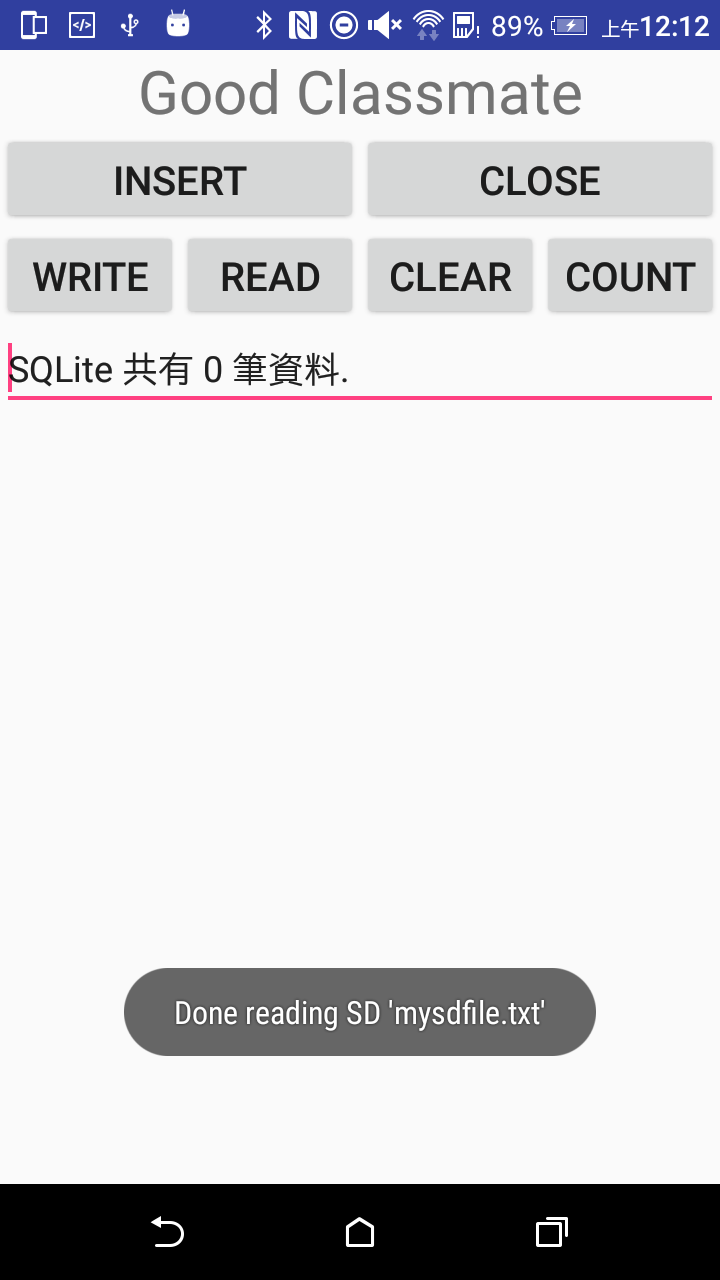 89% 上午12:12
Good Classmate
INSERT CLOSE
WRITE READ CLEAR COUNT
SQLite 共有 0 筆資料.
Done reading SD 'mysdfile.txt'